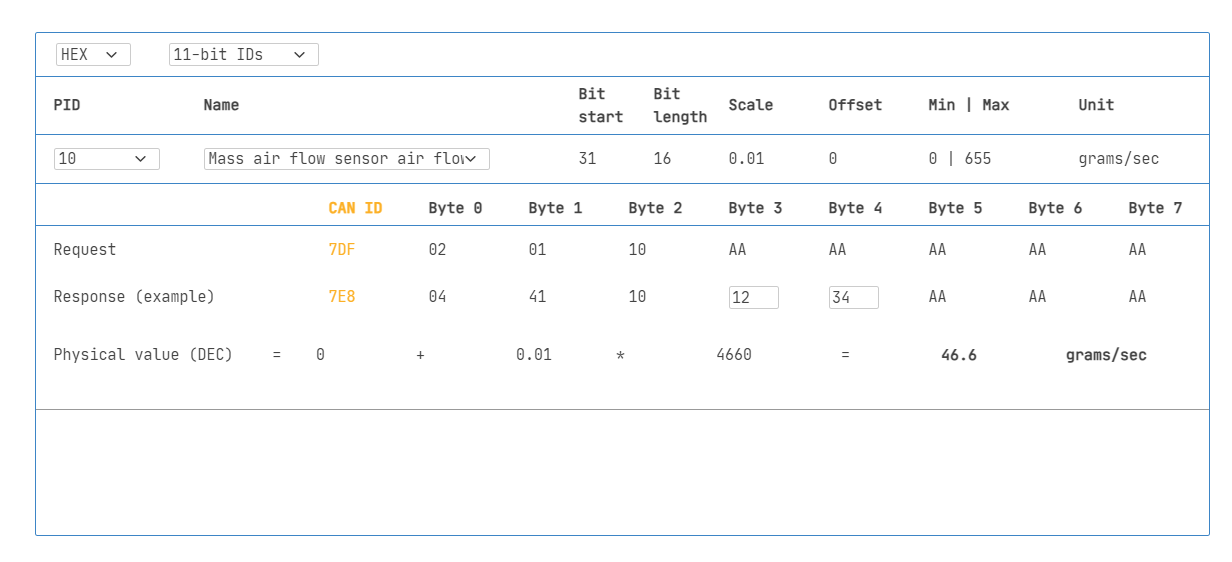 HEX 11-bit IDs
PID Name Bit start Bit length Scale Offset Min | Max Unit
10 Mass air flow sensor air flow 31 16 0.01 0 0 | 655 grams/sec
CAN ID Byte 0 Byte 1 Byte 2 Byte 3 Byte 4 Byte 5 Byte 6 Byte 7
Request 7DF 02 01 10 AA AA AA AA AA
Response (example) 7E8 04 41 10 12 34 AA AA AA
Physical value (DEC) = 0 + 0.01 * 4660 = 46.6 grams/sec